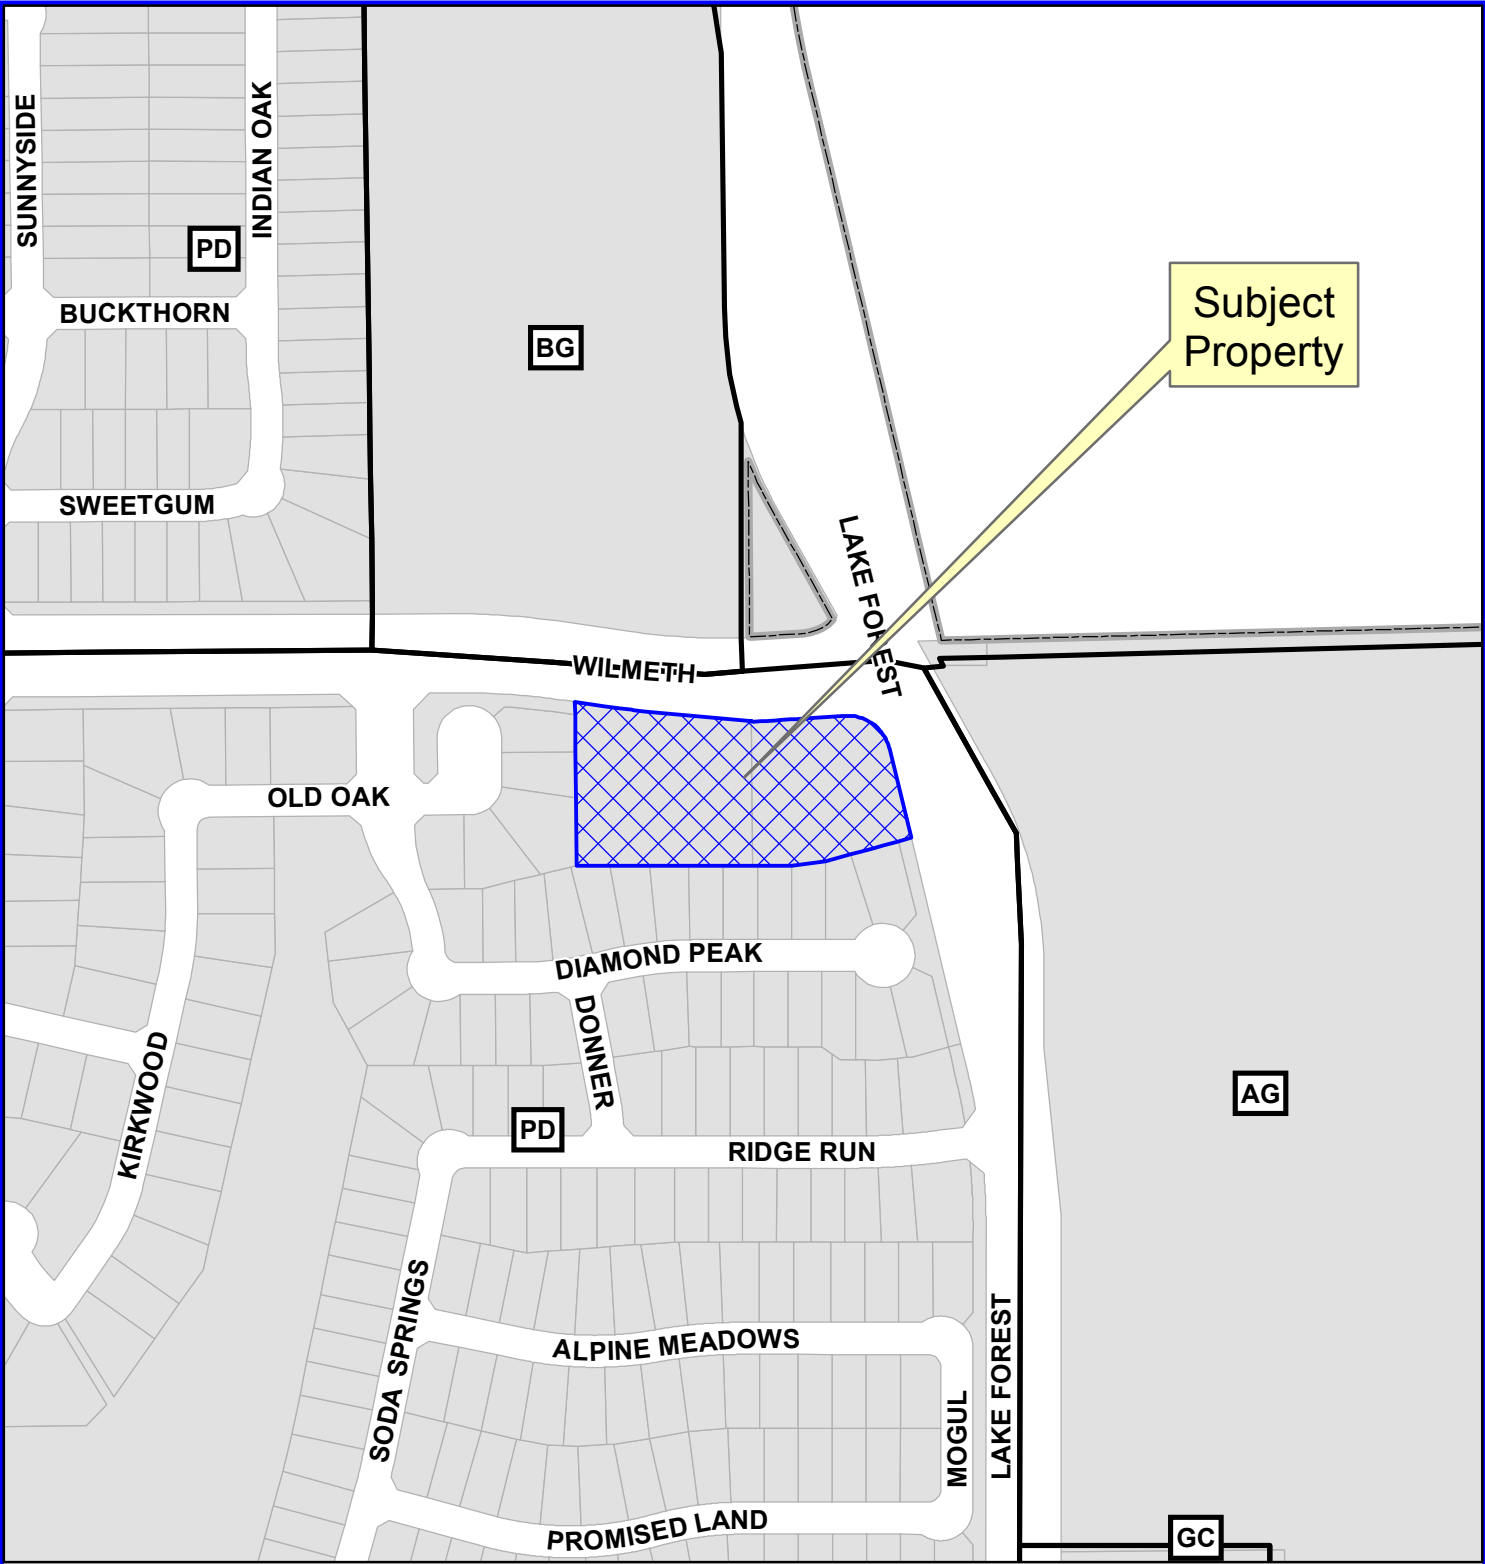 SUNNYSIDE
INDIAN OAK
PD
BUCKTHORN
SWEETGUM
BG
Subject
Property
LAKE FOREST
WILMETH
OLD OAK
DIAMOND PEAK
DONNER
KIRKWOOD
PD
RIDGE RUN
AG
SODA SPRINGS
ALPINE MEADOWS
MOGUL
LAKE FOREST
PROMISED LAND
GC